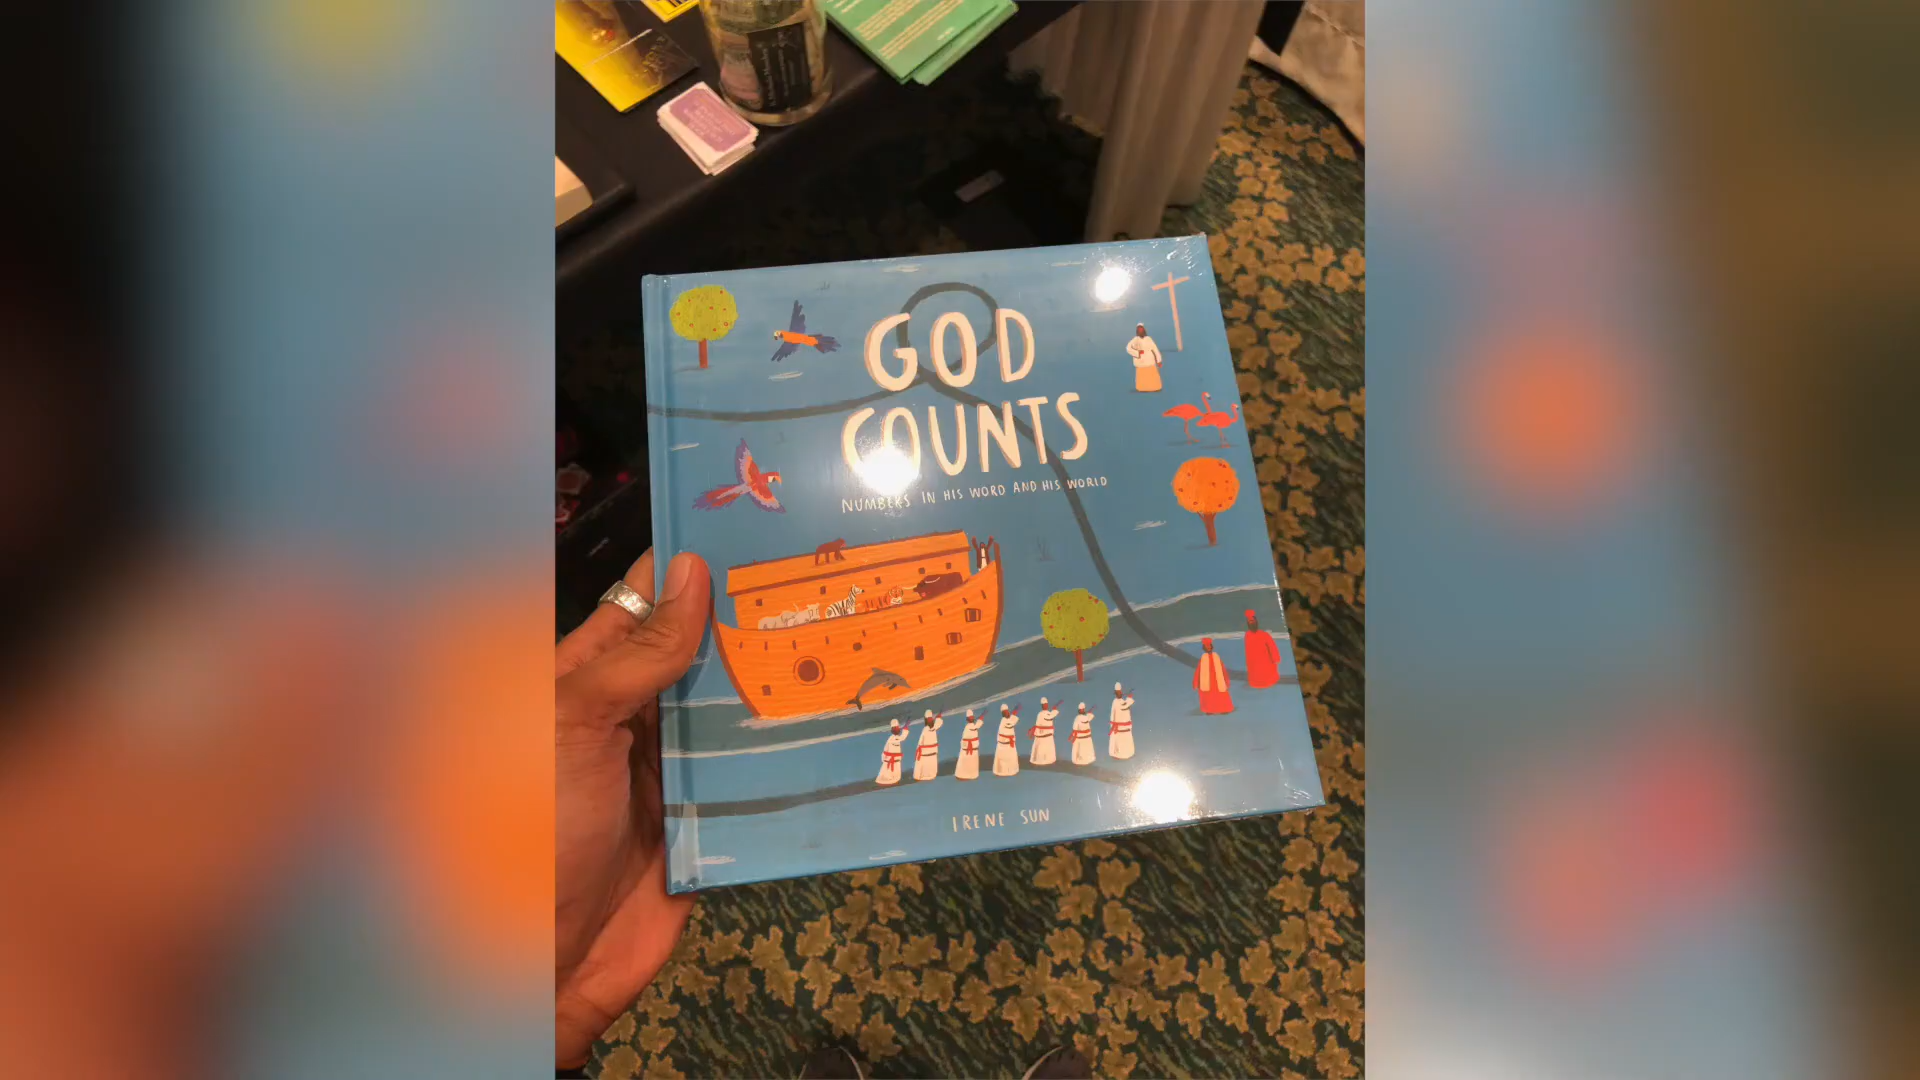 GOD
COUNTS
NUMBERS IN HIS WORD AND HIS WORLD
IRENE SUN